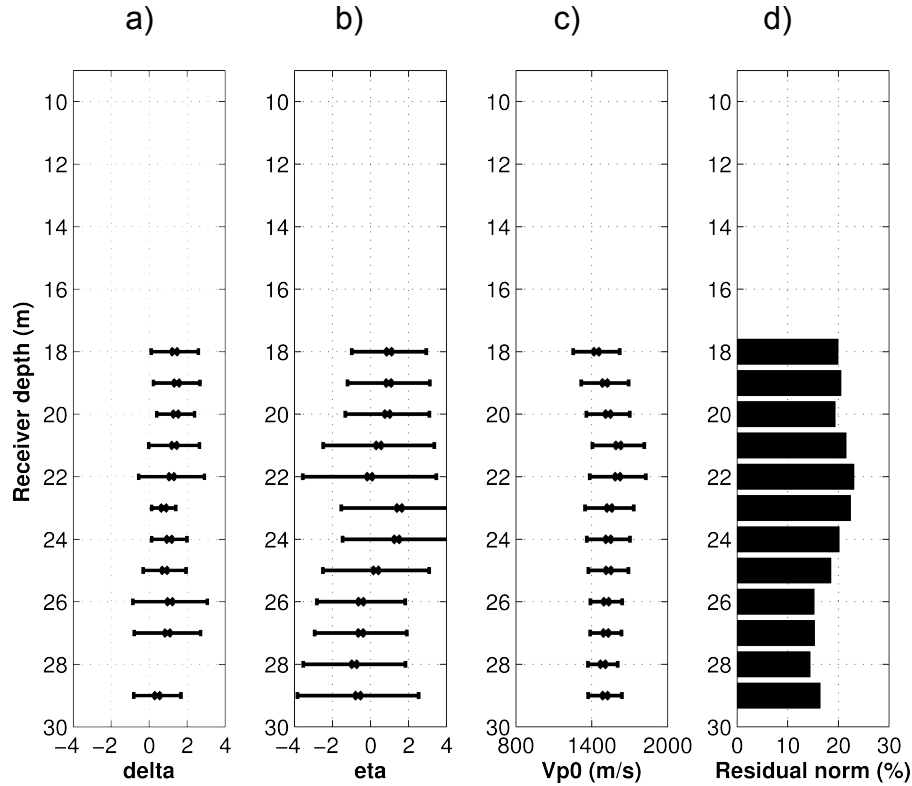 a) b) c) d)
10 10 10 10
12 12 12 12
14 14 14 14
16 16 16 16
18 18 18 18
20 20 20 20
22 22 22 22
24 24 24 24
26 26 26 26
28 28 28 28
30 30 30 30
Receiver depth (m)
−4 −2 0 2 4 −4 −2 0 2 4 800 1400 2000 0 10 20 30
delta eta Vp0 (m/s) Residual norm (%)